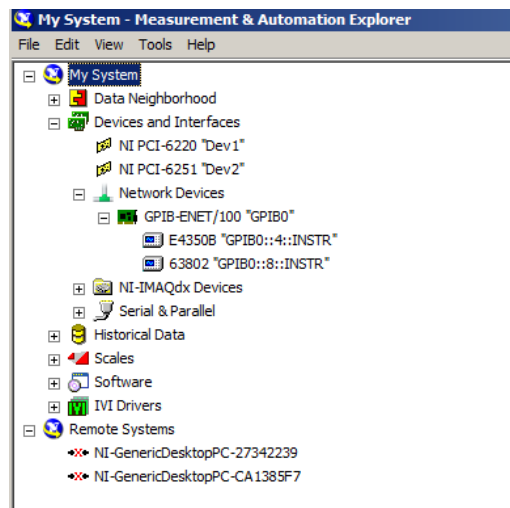 My System - Measurement & Automation Explorer
File Edit View Tools Help
My System
Data Neighborhood
Devices and Interfaces
NI PCI-6220 "Dev1"
NI PCI-6251 "Dev2"
Network Devices
GPIB-ENET/100 "GPIB0"
E4350B "GPIB0::4::INSTR"
63802 "GPIB0::8::INSTR"
NI-IMAQdx Devices
Serial & Parallel
Historical Data
Scales
Software
IVI Drivers
Remote Systems
NI-GenericDesktopPC-27342239
NI-GenericDesktopPC-CA1385F7